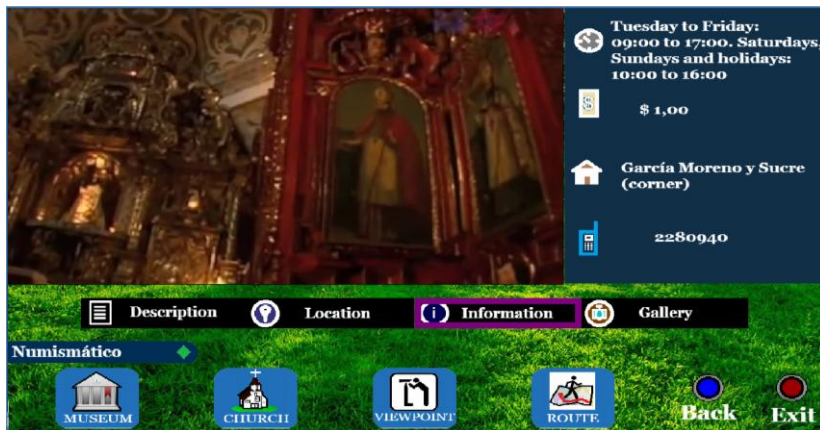 Tuesday to Friday:
09:00 to 17:00. Saturdays,
Sundays and holidays:
10:00 to 16:00
$ 1,00
García Moreno y Sucre
(corner)
2280940
Description
Location
Information
Gallery
Numismático
MUSEUM
CHURCH
VIEWPOINT
ROUTE
Back
Exit